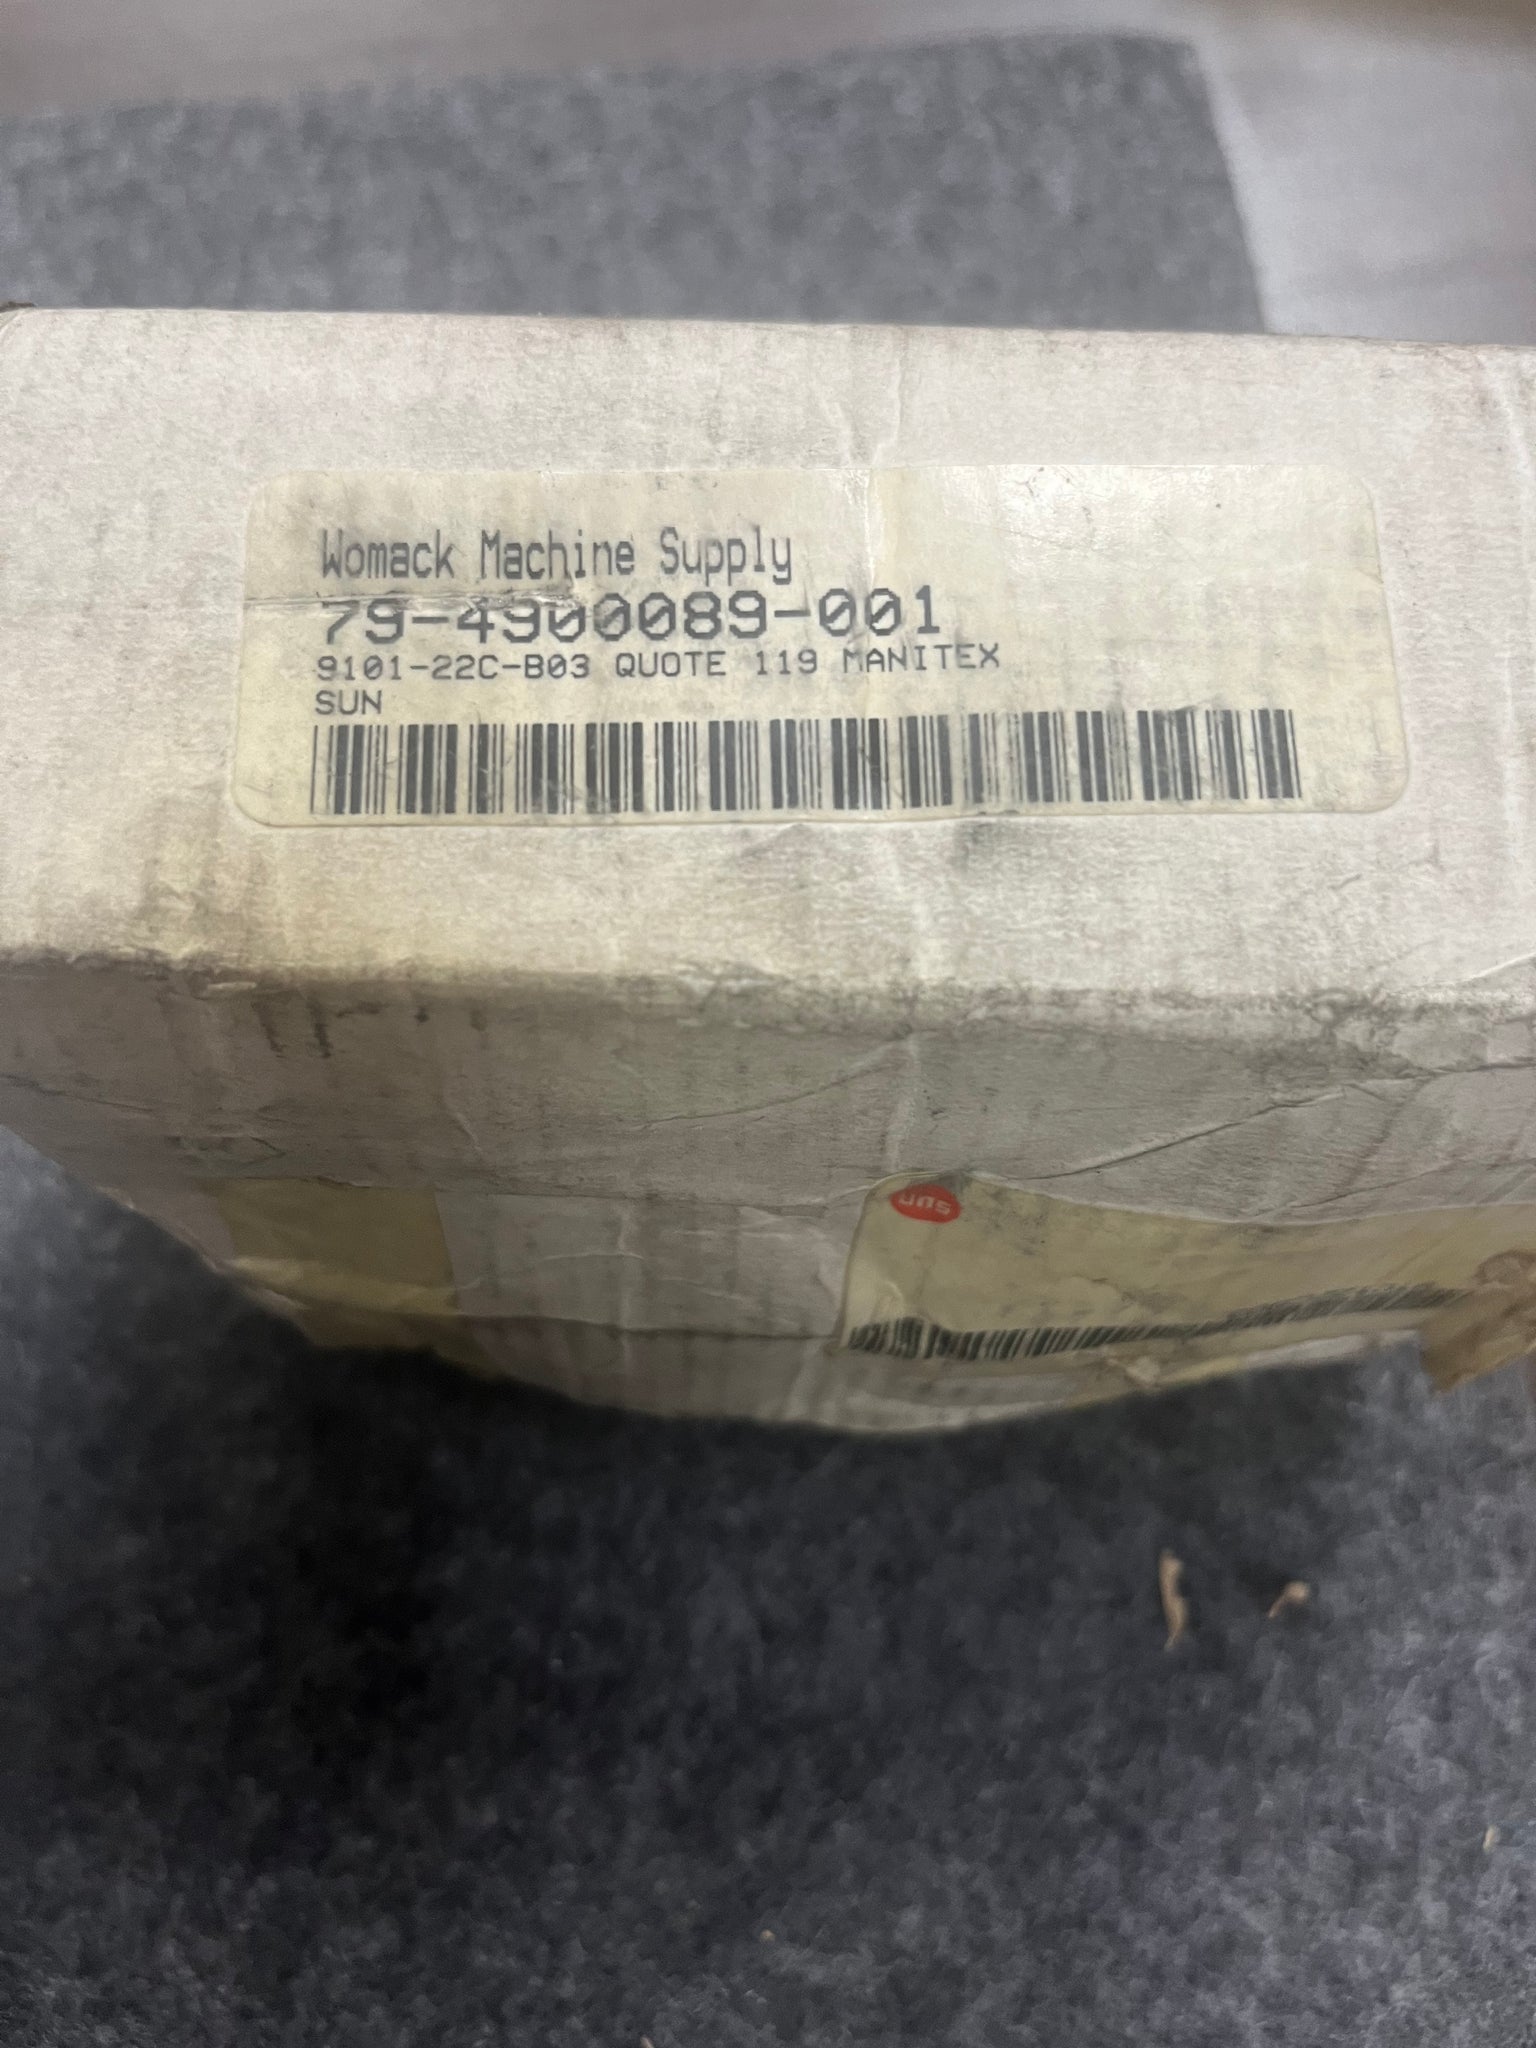 Womack Machine Supply
79-4900089-001
9101-22C-B03 QUOTE 119 MANITEX
SUN
sun